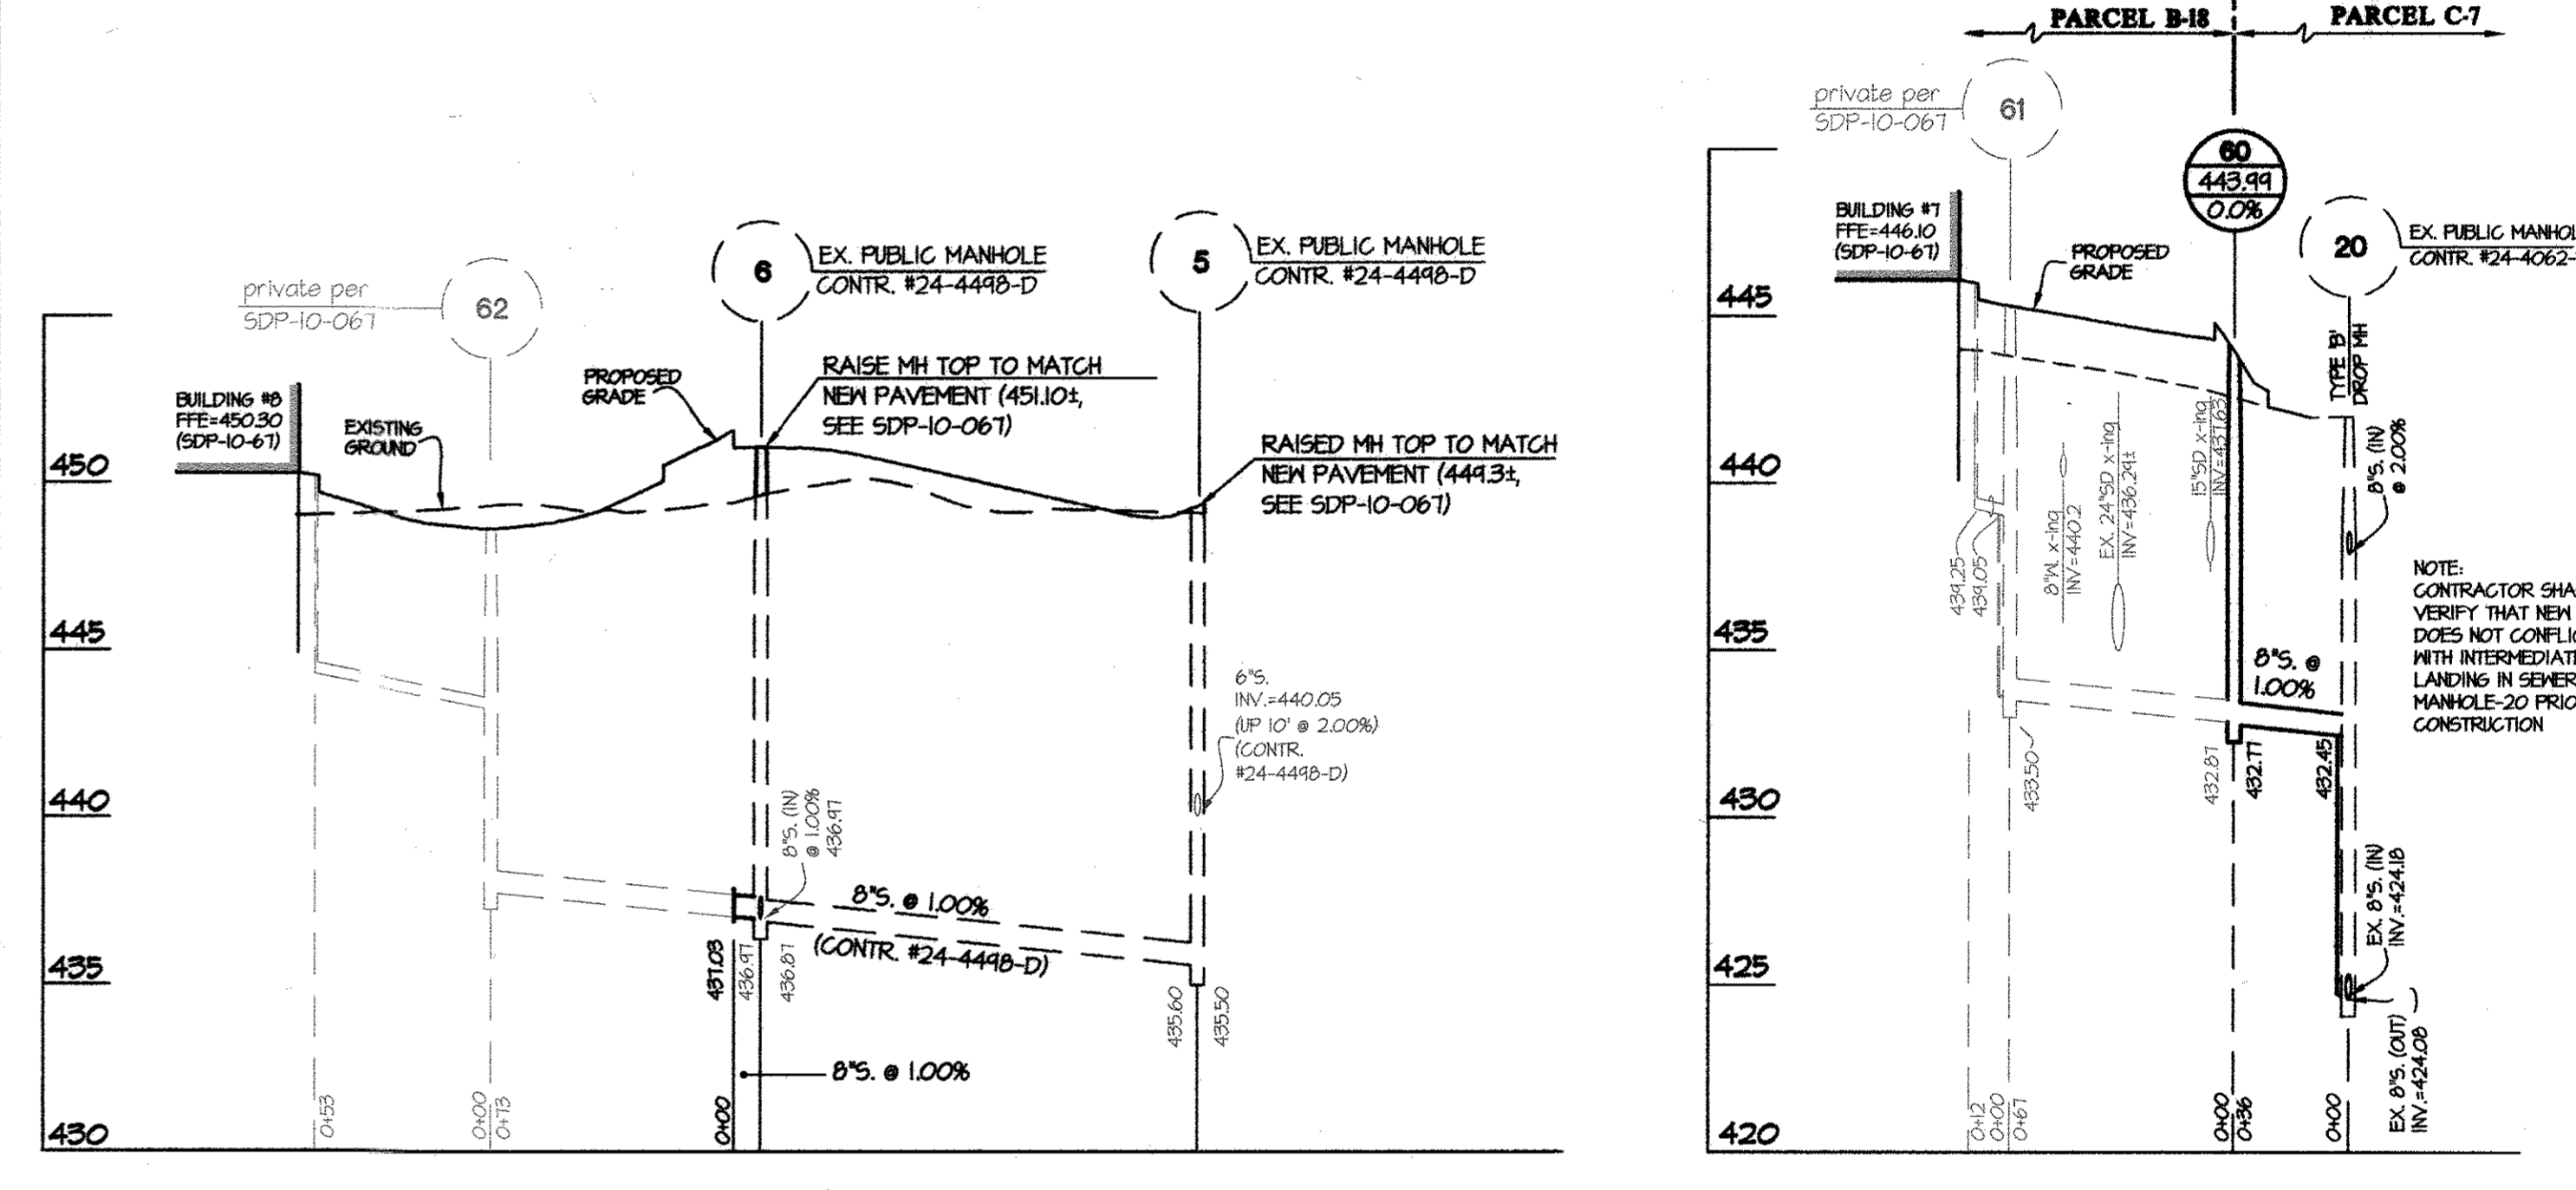 private per
SDP-10-067
62
6
EX. PUBLIC MANHOLE
CONTR. #24-4498-D
5
EX. PUBLIC MANHOLE
CONTR. #24-4498-D
BUILDING #8
FFE=450.30
(SDP-10-67)
EXISTING
GROUND
PROPOSED
GRADE
RAISE MH TOP TO MATCH
NEW PAVEMENT (451.10±,
SEE SDP-10-067)
RAISED MH TOP TO MATCH
NEW PAVEMENT (449.3±,
SEE SDP-10-067)
450
445
440
435
430
6"S.
INV.=440.05
(UP 10' @ 2.00%)
(CONTR.
#24-4498-D)
8"S. (IN)
@ 1.00%
436.97
8"S. @ 1.00%
(CONTR. #24-4498-D)
437.03
436.97
436.87
435.60
435.50
8"S. @ 1.00%
0+53
0+00
0+73
0+00
PARCEL B-18
PARCEL C-7
private per
SDP-10-067
61
60
443.99
0.0%
20
EX. PUBLIC MANHOL
CONTR. #24-4062-
BUILDING #7
FFE=446.10
(SDP-10-67)
PROPOSED
GRADE
TYPE 'B'
DROP MH
8"S. (IN)
@ 2.00%
445
440
435
430
425
420
439.25
439.05
8"W. x-ing
INV=440.2
EX. 24"SD x-ing
INV=436.29±
15"SD x-ing
INV=437.63
8"S. @
1.00%
NOTE:
CONTRACTOR SHA
VERIFY THAT NEW
DOES NOT CONFLIC
WITH INTERMEDIAT
LANDING IN SEWER
MANHOLE-20 PRIO
CONSTRUCTION
433.50
432.87
432.77
432.45
EX. 8"S. (IN)
INV.=424.18
EX. 8"S. (OUT)
INV.=424.08
0+12
0+00
0+67
0+00
0+36
0+00